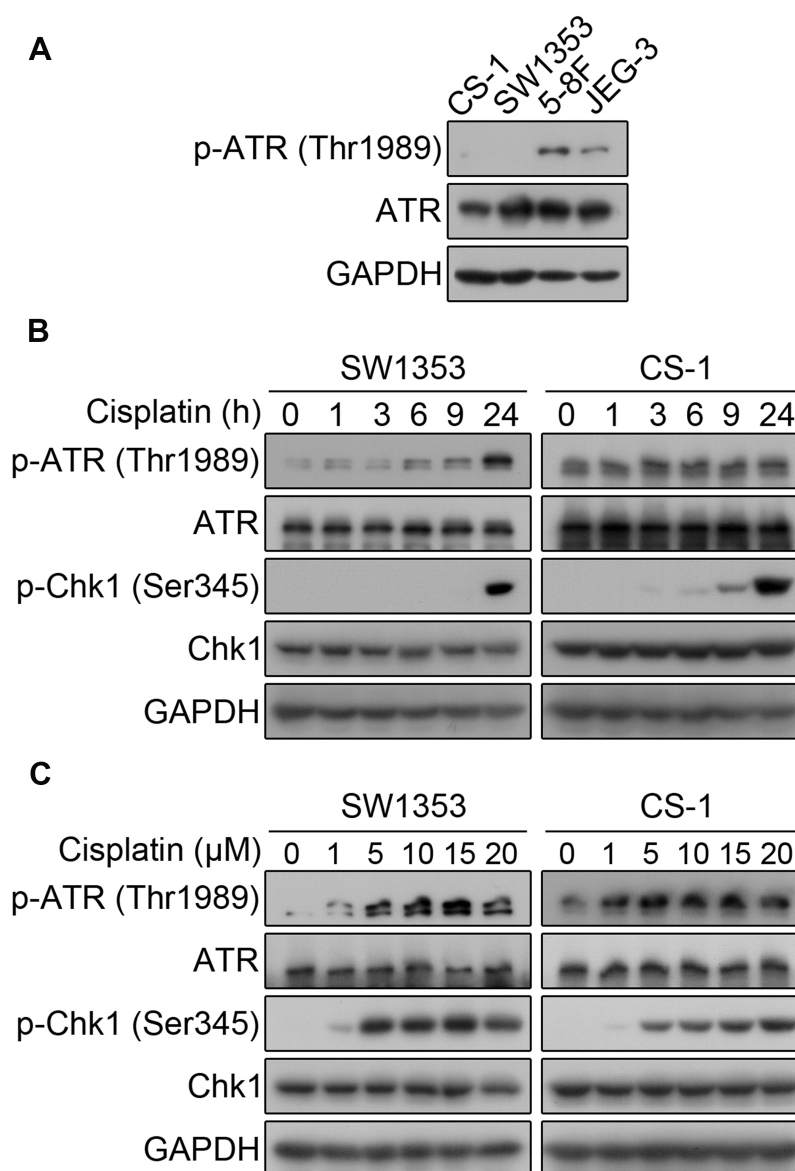 A
CS-1 SW1353 5-8F JEG-3
p-ATR (Thr1989)
ATR
GAPDH
B
SW1353 CS-1
Cisplatin (h) 0 1 3 6 9 24 0 1 3 6 9 24
p-ATR (Thr1989)
ATR
p-Chk1 (Ser345)
Chk1
GAPDH
C
SW1353 CS-1
Cisplatin (µM) 0 1 5 10 15 20 0 1 5 10 15 20
p-ATR (Thr1989)
ATR
p-Chk1 (Ser345)
Chk1
GAPDH